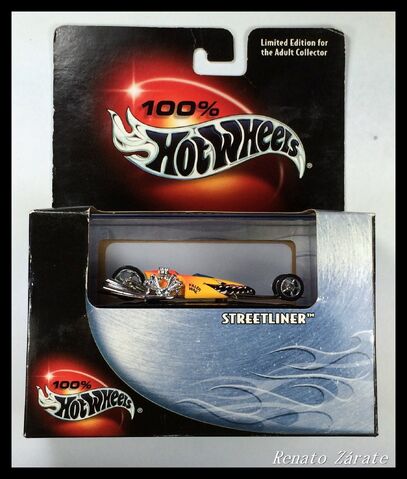 Limited Edition for
the Adult Collector
100%
HOT WHEELS®
STREETLINER™
100%
HOT WHEELS®
Renato Zárate